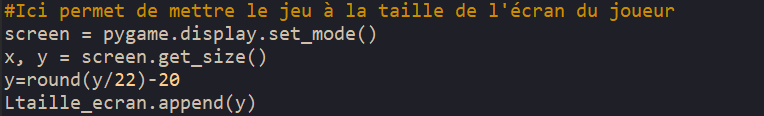 #Ici permet de mettre le jeu à la taille de l'écran du joueur
screen = pygame.display.set_mode()
x, y = screen.get_size()
y=round(y/22)-20
Ltaille_ecran.append(y)